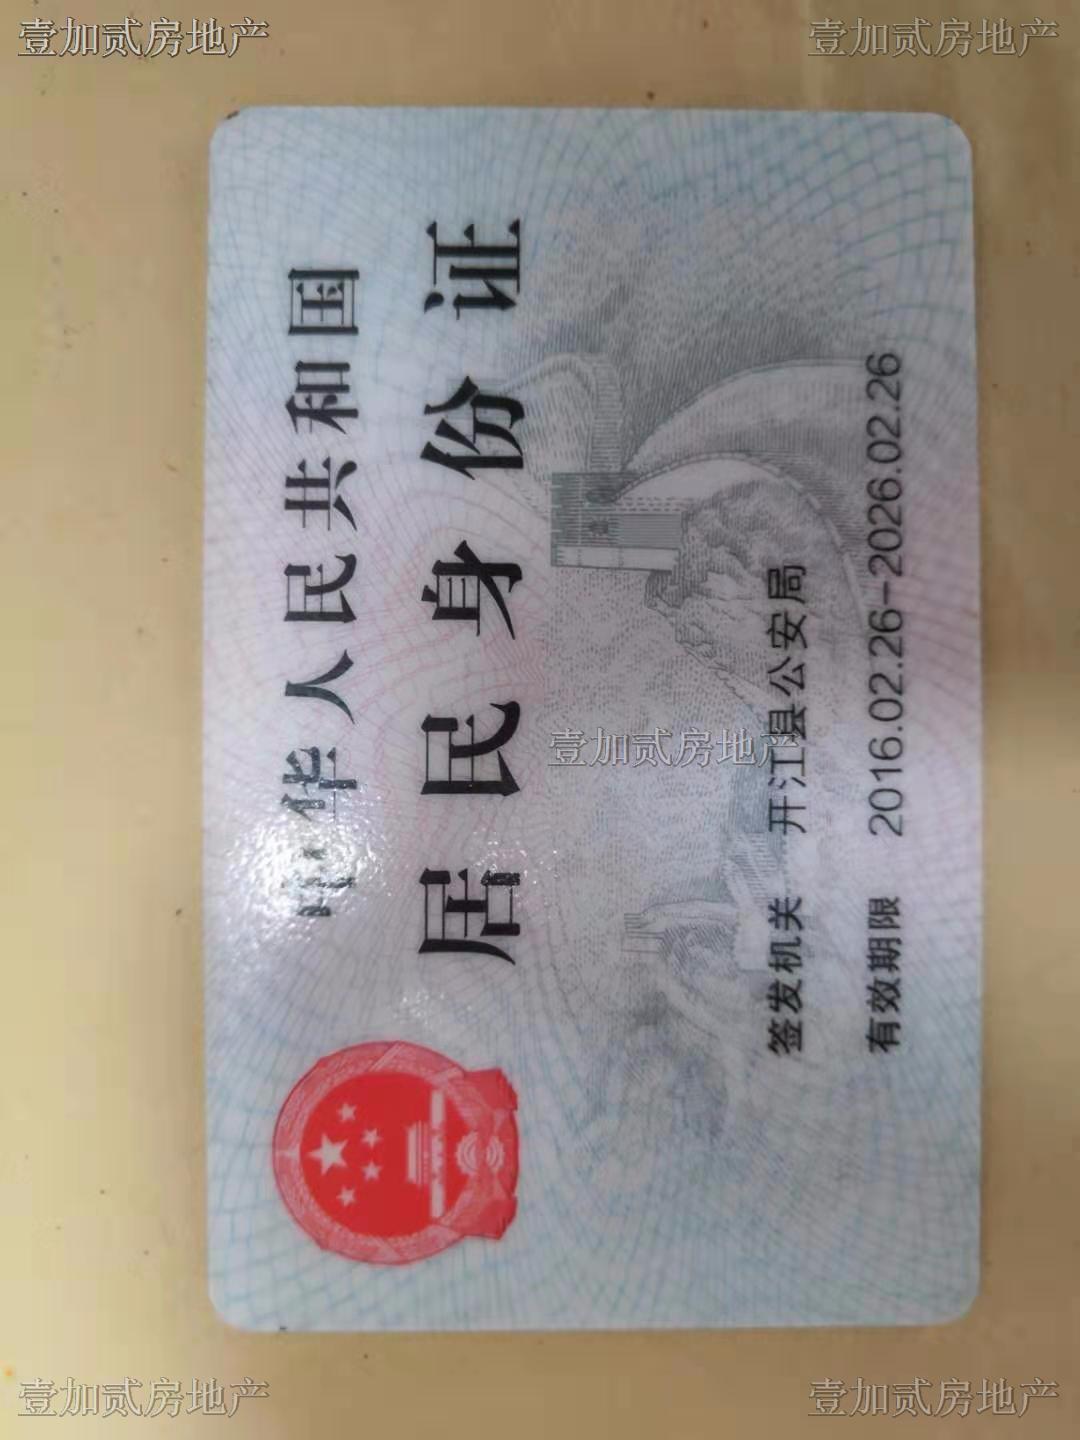 壹加贰房地产
壹加贰房地产
中华人民共和国
居民身份证
壹加贰房地产
签发机关 开江县公安局
有效期限 2016.02.26-2026.02.26
壹加贰房地产
壹加贰房地产